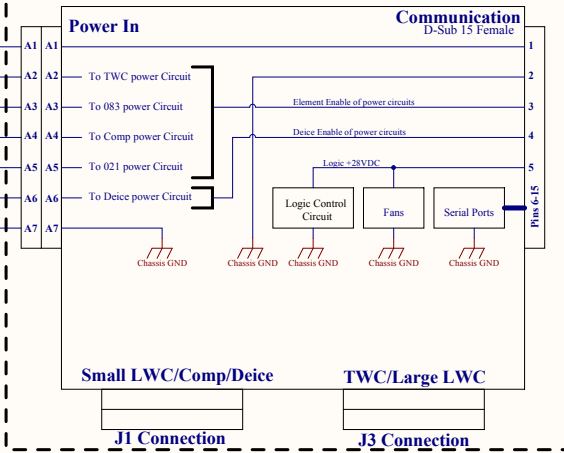 Power In
Communication
D-Sub 15 Female
A1 A1
1
A2 A2 To TWC power Circuit
2
A3 A3 To 083 power Circuit
Element Enable of power circuits
3
A4 A4 To Comp power Circuit
Deice Enable of power circuits
4
A5 A5 To 021 power Circuit
Logic +28VDC
5
A6 A6 To Deice power Circuit
Logic Control
Circuit
Fans
Serial Ports
Pins 6-15
A7 A7
Chassis GND
Chassis GND
Chassis GND
Chassis GND
Chassis GND
Small LWC/Comp/Deice
TWC/Large LWC
J1 Connection
J3 Connection